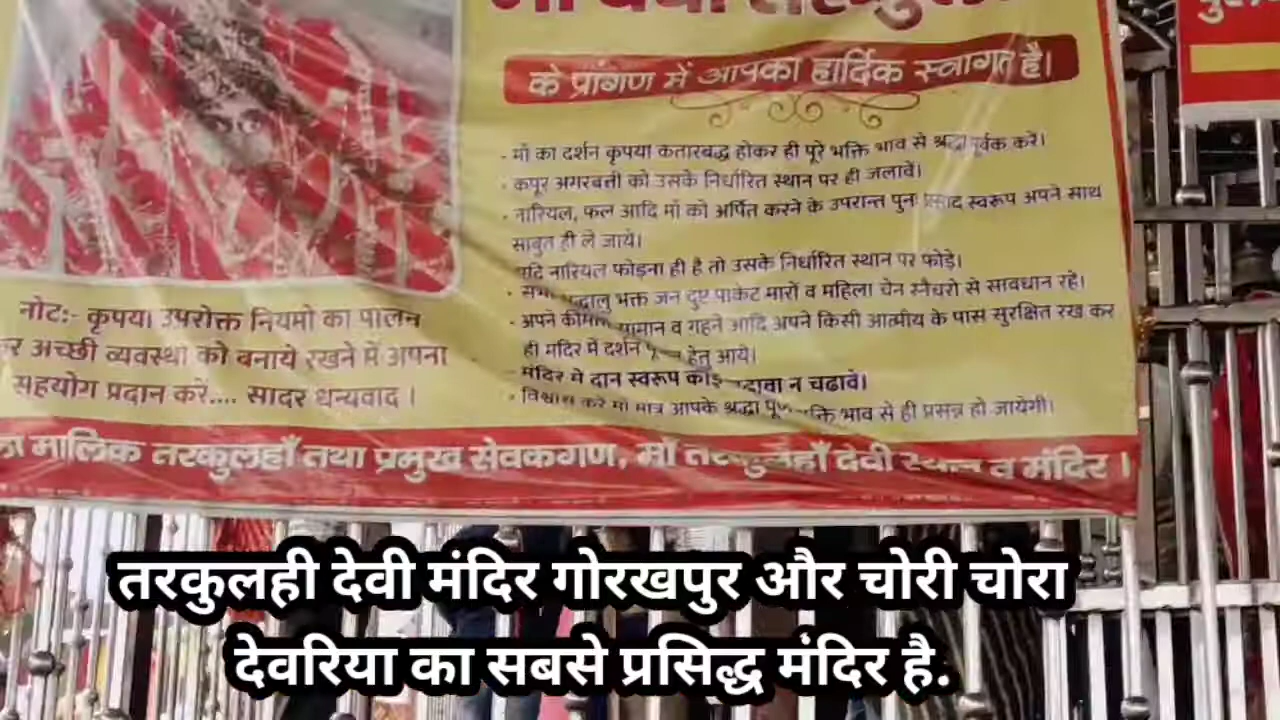 के प्रांगण में आपका हार्दिक स्वागत है।
- माँ का दर्शन कृपया कतारबद्ध होकर ही पूरे भक्ति भाव से श्रद्धा पूर्वक करें।
- कपूर अगरबत्ती को उसके निर्धारित स्थान पर ही जलावें।
- नारियल, फल आदि माँ को अर्पित करने के उपरान्त पुनः प्रसाद स्वरूप अपने साथ
साबुत ही ले जाये।
यदि नारियल फोड़ना ही है तो उसके निर्धारित स्थान पर फोड़े।
- भक्त जन दुष्ट पाकेट मारों व महिला चेन स्नैचरो से सावधान रहें।
- अपने व गहने आदि अपने किसी आत्मीय के पास सुरक्षित रख कर
ही मंदिर में दर्शन हेतु आये।
- मंदिर में दान स्वरूप कोई न चढावें।
- विश्वास करे माँ मात्र आपके श्रद्धा भाव से ही प्रसन्न हो जायेगी।
नोटः- कृपया उपरोक्त नियमो का पालन
अच्छी व्यवस्था को बनाये रखने में अपना
सहयोग प्रदान करें.... सादर धन्यवाद।
मालिक तरकुलहाँ तथा प्रमुख सेवकगण, माँ तरकुलहाँ देवी स्थल व मंदिर।
तरकुलही देवी मंदिर गोरखपुर और चोरी चोरा
देवरिया का सबसे प्रसिद्ध मंदिर है.